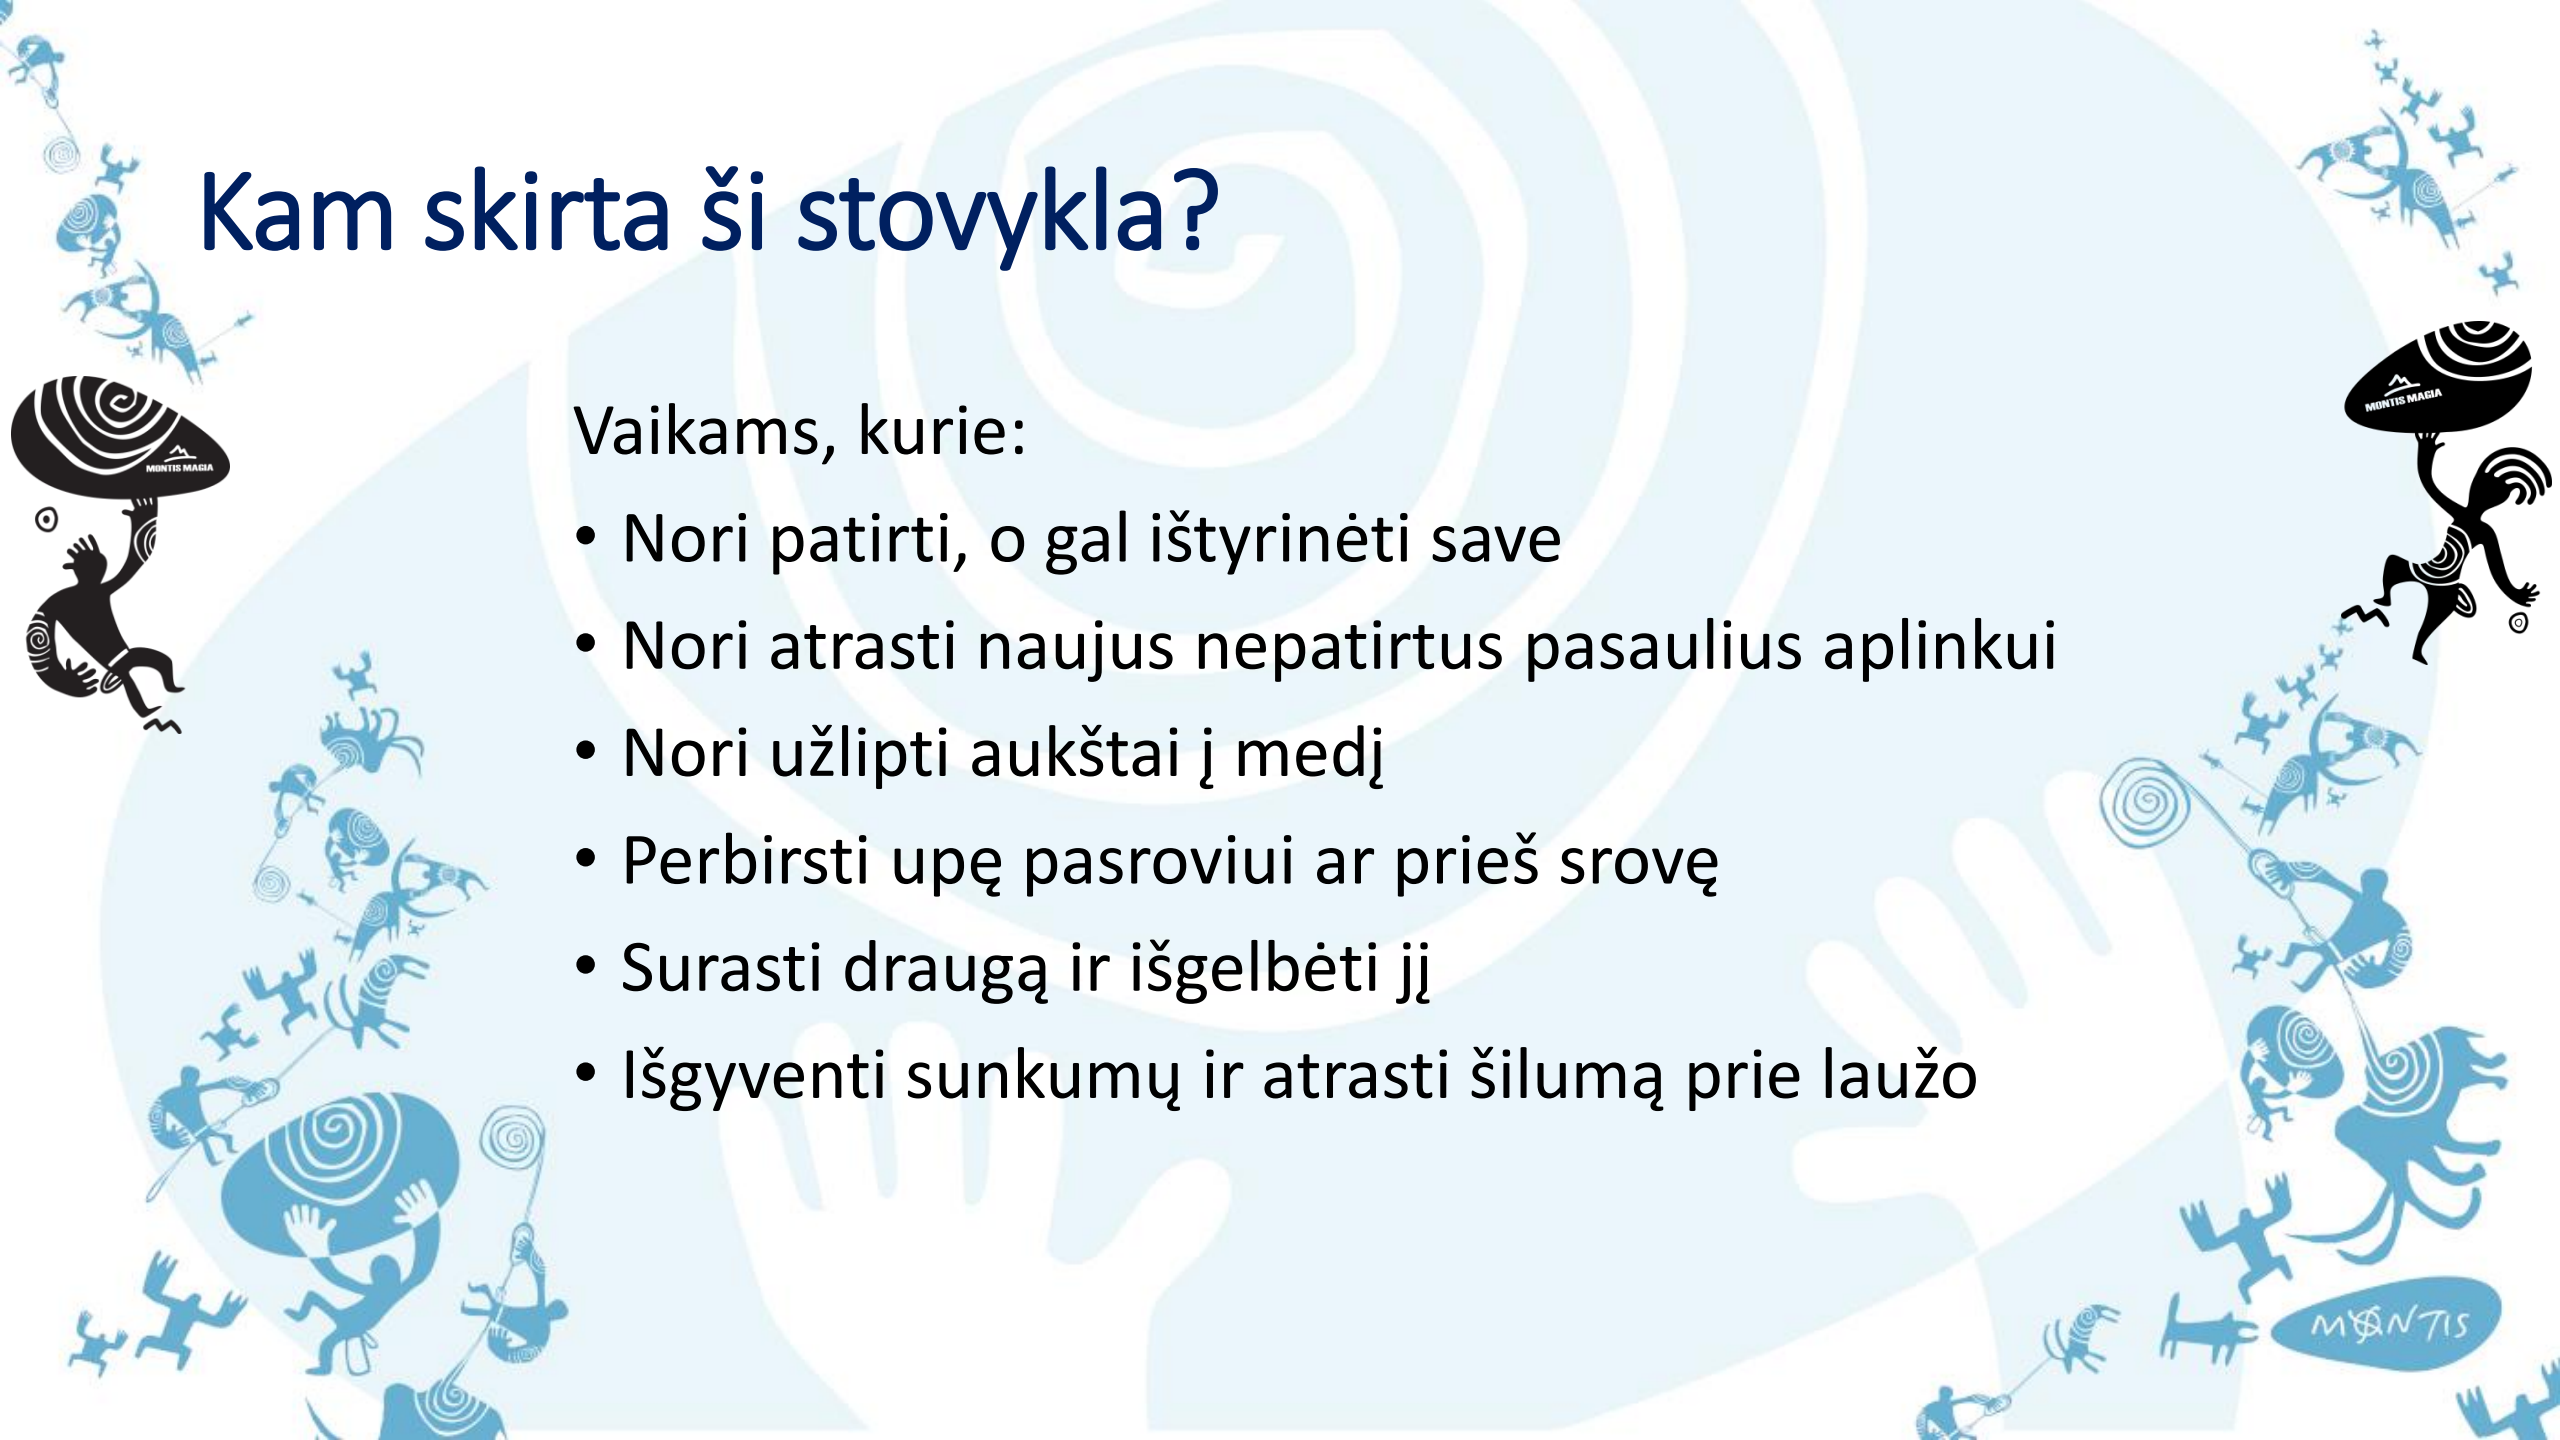 Kam skirta ši stovykla?
MONTIS MAGIA
MONTIS MAGIA
Vaikams, kurie:
• Nori patirti, o gal ištyrinėti save
• Nori atrasti naujus nepatirtus pasaulius aplinkui
• Nori užlipti aukštai į medį
• Perbirsti upę pasroviui ar prieš srovę
• Surasti draugą ir išgelbėti jį
• Išgyventi sunkumų ir atrasti šilumą prie laužo
MONTIS